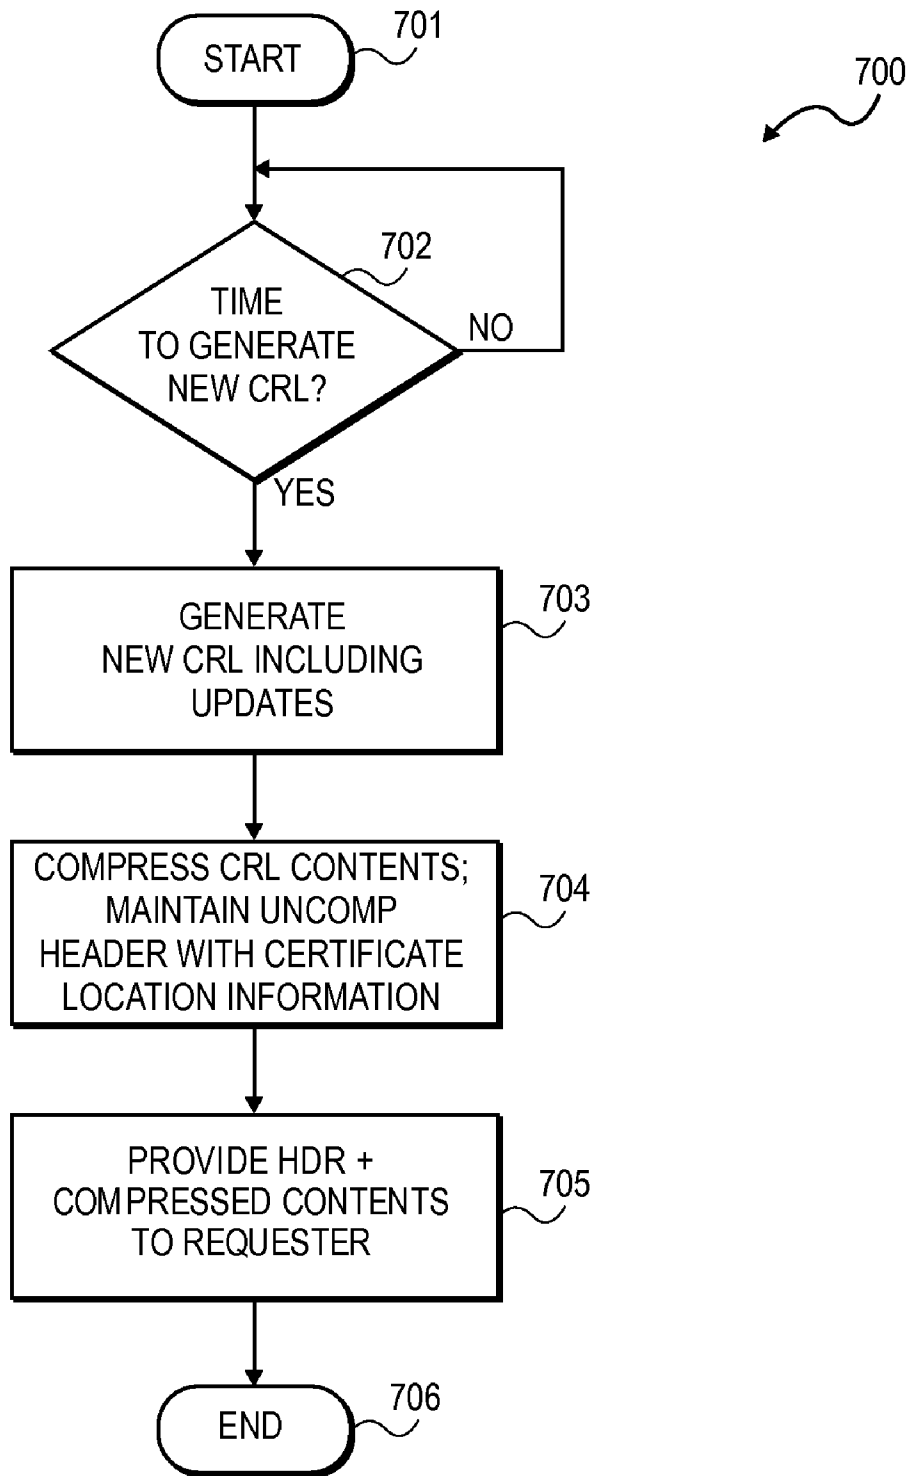 START
701
700
702
TIME
TO GENERATE
NEW CRL?
NO
YES
703
GENERATE
NEW CRL INCLUDING
UPDATES
704
COMPRESS CRL CONTENTS;
MAINTAIN UNCOMP
HEADER WITH CERTIFICATE
LOCATION INFORMATION
705
PROVIDE HDR +
COMPRESSED CONTENTS
TO REQUESTER
706
END